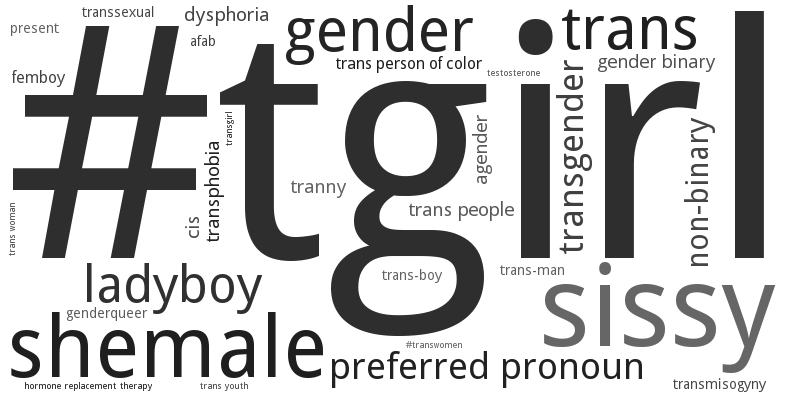 transsexual
dysphoria
present
afab
gender
trans
trans person of color
gender binary
testosterone
femboy
#tgirl
transgirl
transphobia
cis
trans woman
tranny
agender
trans people
transgender
non-binary
ladyboy
trans-boy
trans-man
sissy
genderqueer
shemale
#transwomen
preferred pronoun
hormone replacement therapy
trans youth
transmisogyny